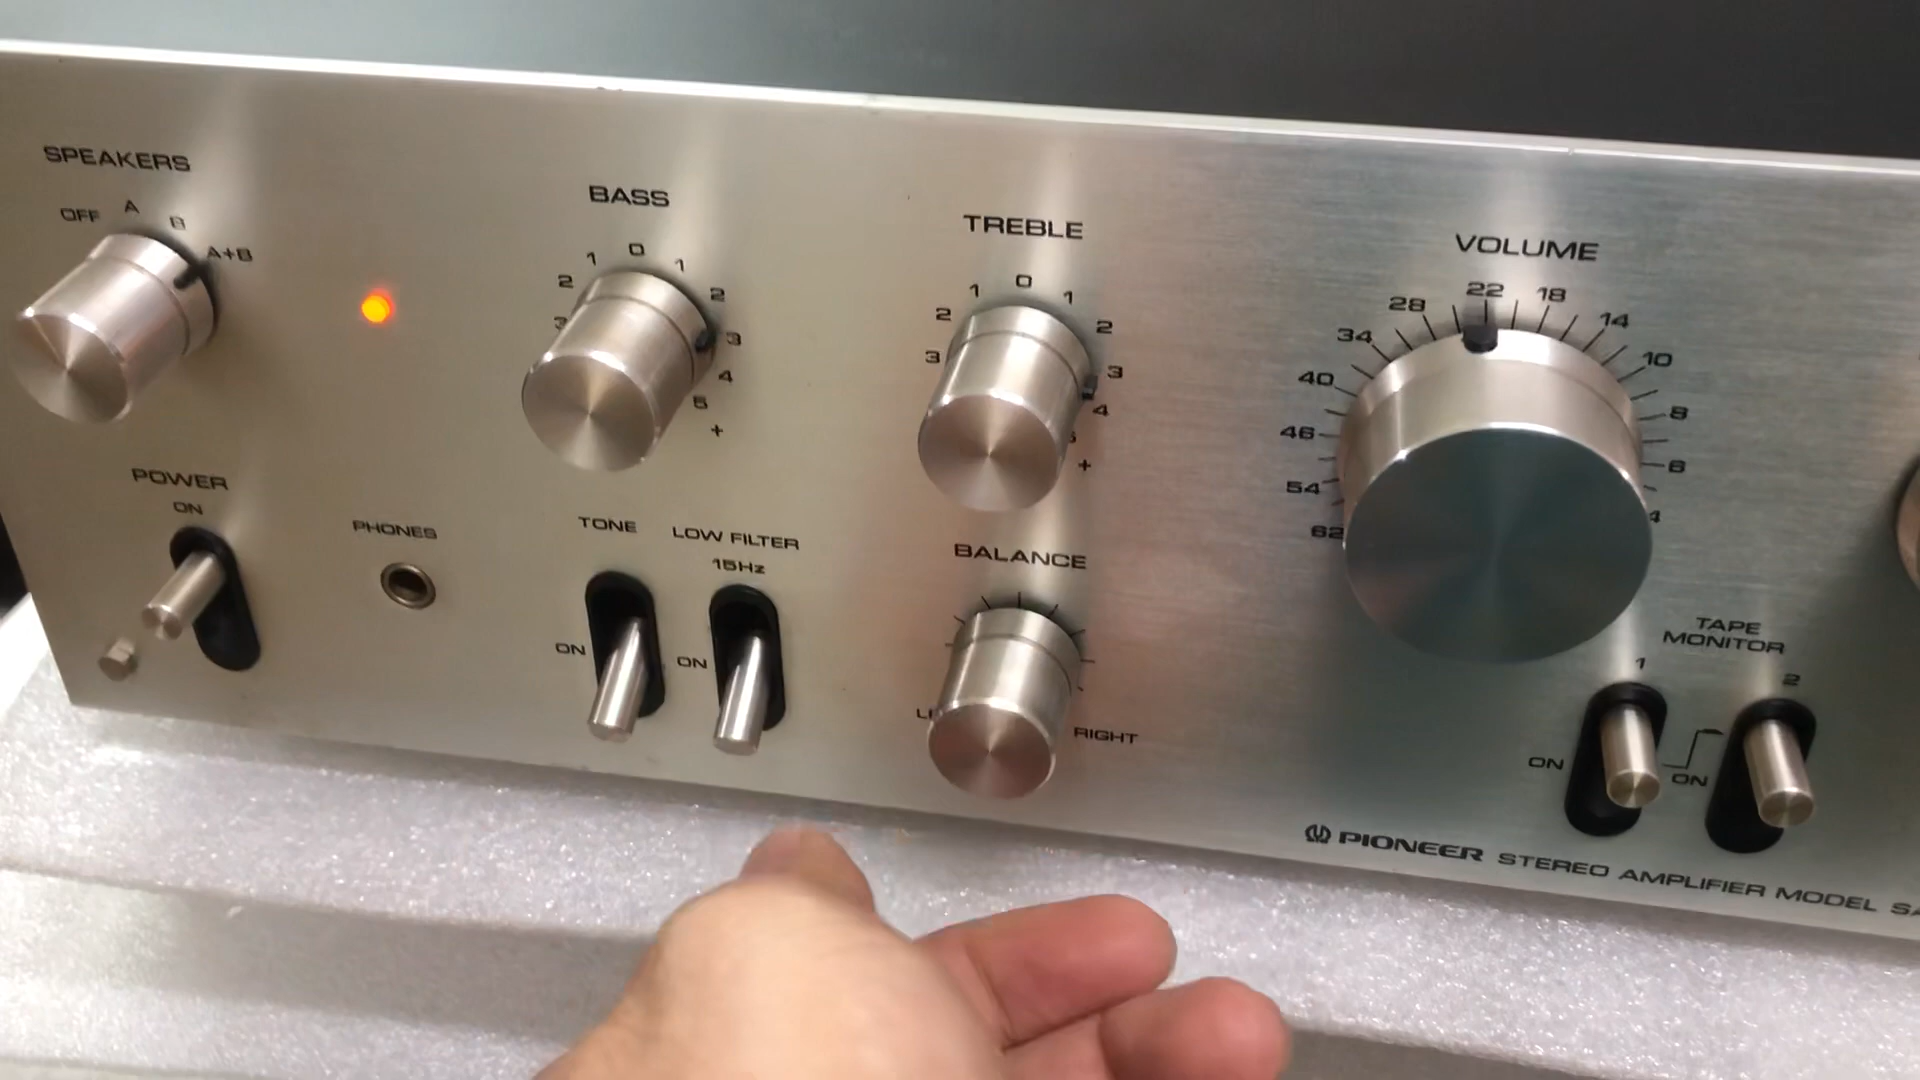 SPEAKERS
OFF A B A+B
POWER
ON
PHONES
BASS
3 2 1 0 1 2 3 4 5 +
TONE
ON
LOW FILTER
15Hz
ON
TREBLE
3 2 1 0 1 2 3 4 +
BALANCE
RIGHT
VOLUME
62 54 46 40 34 28 22 18 14 10 8 6 4
TAPE
MONITOR
1 2
ON ON
PIONEER STEREO AMPLIFIER MODEL SA